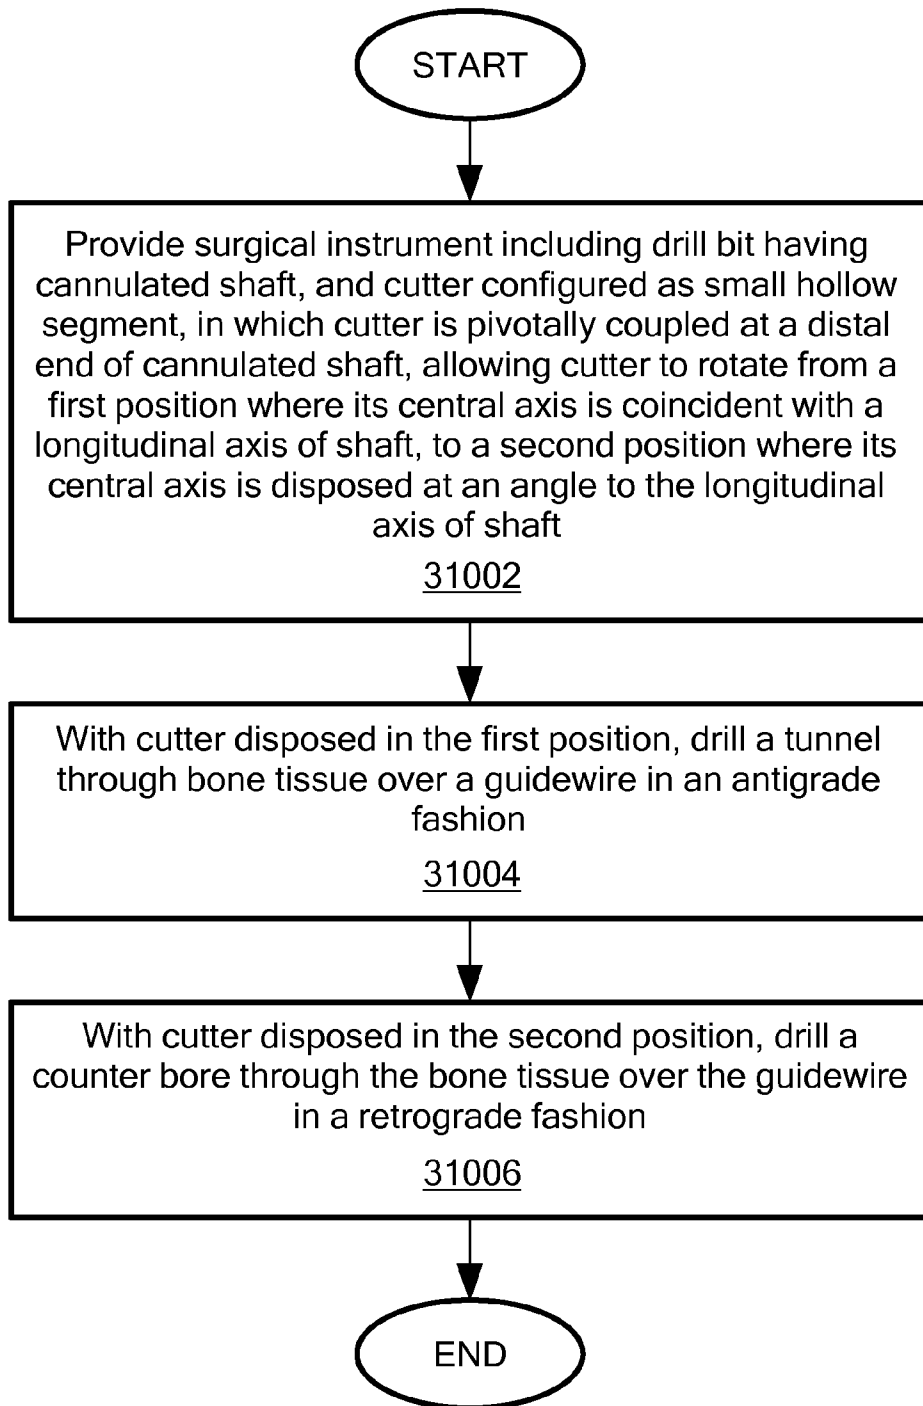 START
Provide surgical instrument including drill bit having
cannulated shaft, and cutter configured as small hollow
segment, in which cutter is pivotally coupled at a distal
end of cannulated shaft, allowing cutter to rotate from a
first position where its central axis is coincident with a
longitudinal axis of shaft, to a second position where its
central axis is disposed at an angle to the longitudinal
axis of shaft
31002
With cutter disposed in the first position, drill a tunnel
through bone tissue over a guidewire in an antigrade
fashion
31004
With cutter disposed in the second position, drill a
counter bore through the bone tissue over the guidewire
in a retrograde fashion
31006
END